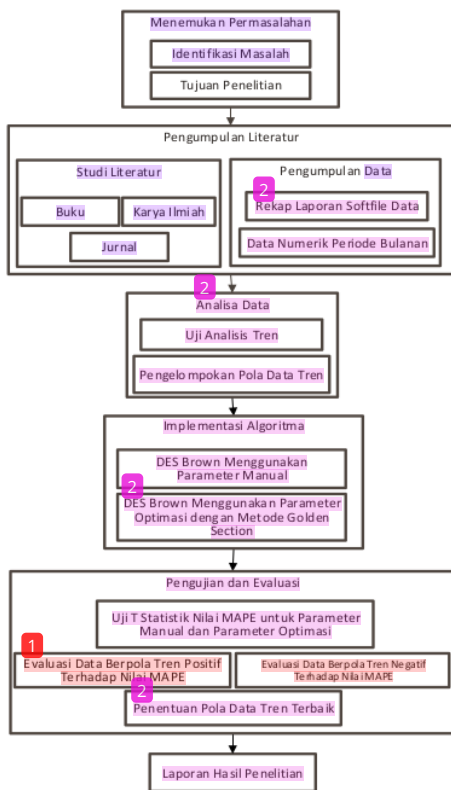 Menemukan Permasalahan
Identifikasi Masalah
Tujuan Penelitian
Pengumpulan Literatur
Studi Literatur
Buku
Karya Ilmiah
Jurnal
Pengumpulan Data
2
Rekap Laporan Softfile Data
Data Numerik Periode Bulanan
2
Analisa Data
Uji Analisis Tren
Pengelompokan Pola Data Tren
Implementasi Algoritma
DES Brown Menggunakan
Parameter Manual
2
DES Brown Menggunakan Parameter
Optimasi dengan Metode Golden
Section
Pengujian dan Evaluasi
Uji T Statistik Nilai MAPE untuk Parameter
Manual dan Parameter Optimasi
1
Evaluasi Data Berpola Tren Positif
Terhadap Nilai MAPE
Evaluasi Data Berpola Tren Negatif
Terhadap Nilai MAPE
2
Penentuan Pola Data Tren Terbaik
Laporan Hasil Penelitian